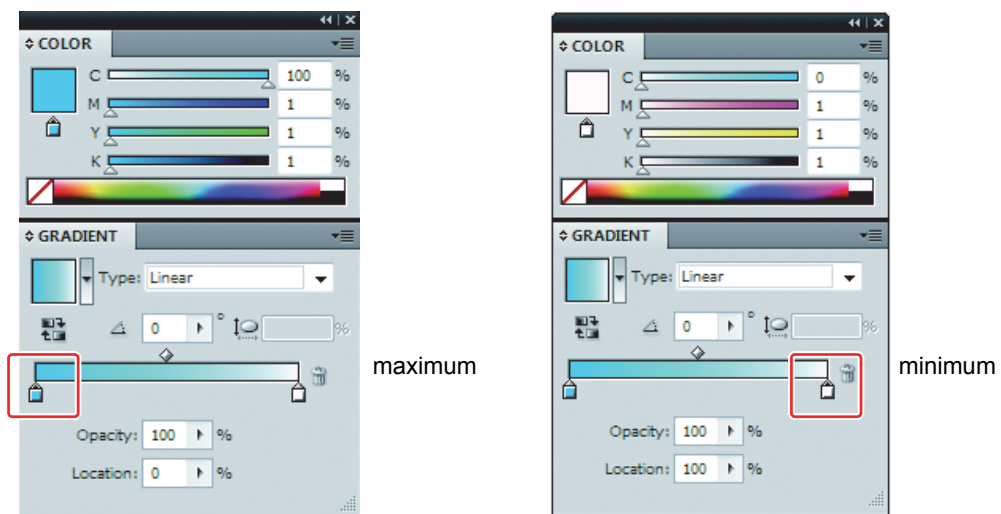 COLOR
C 100 %
M 1 %
Y 1 %
K 1 %
GRADIENT
Type: Linear
0 ° %
Opacity: 100 %
Location: 0 %
maximum
COLOR
C 0 %
M 1 %
Y 1 %
K 1 %
GRADIENT
Type: Linear
0 ° %
Opacity: 100 %
Location: 100 %
minimum